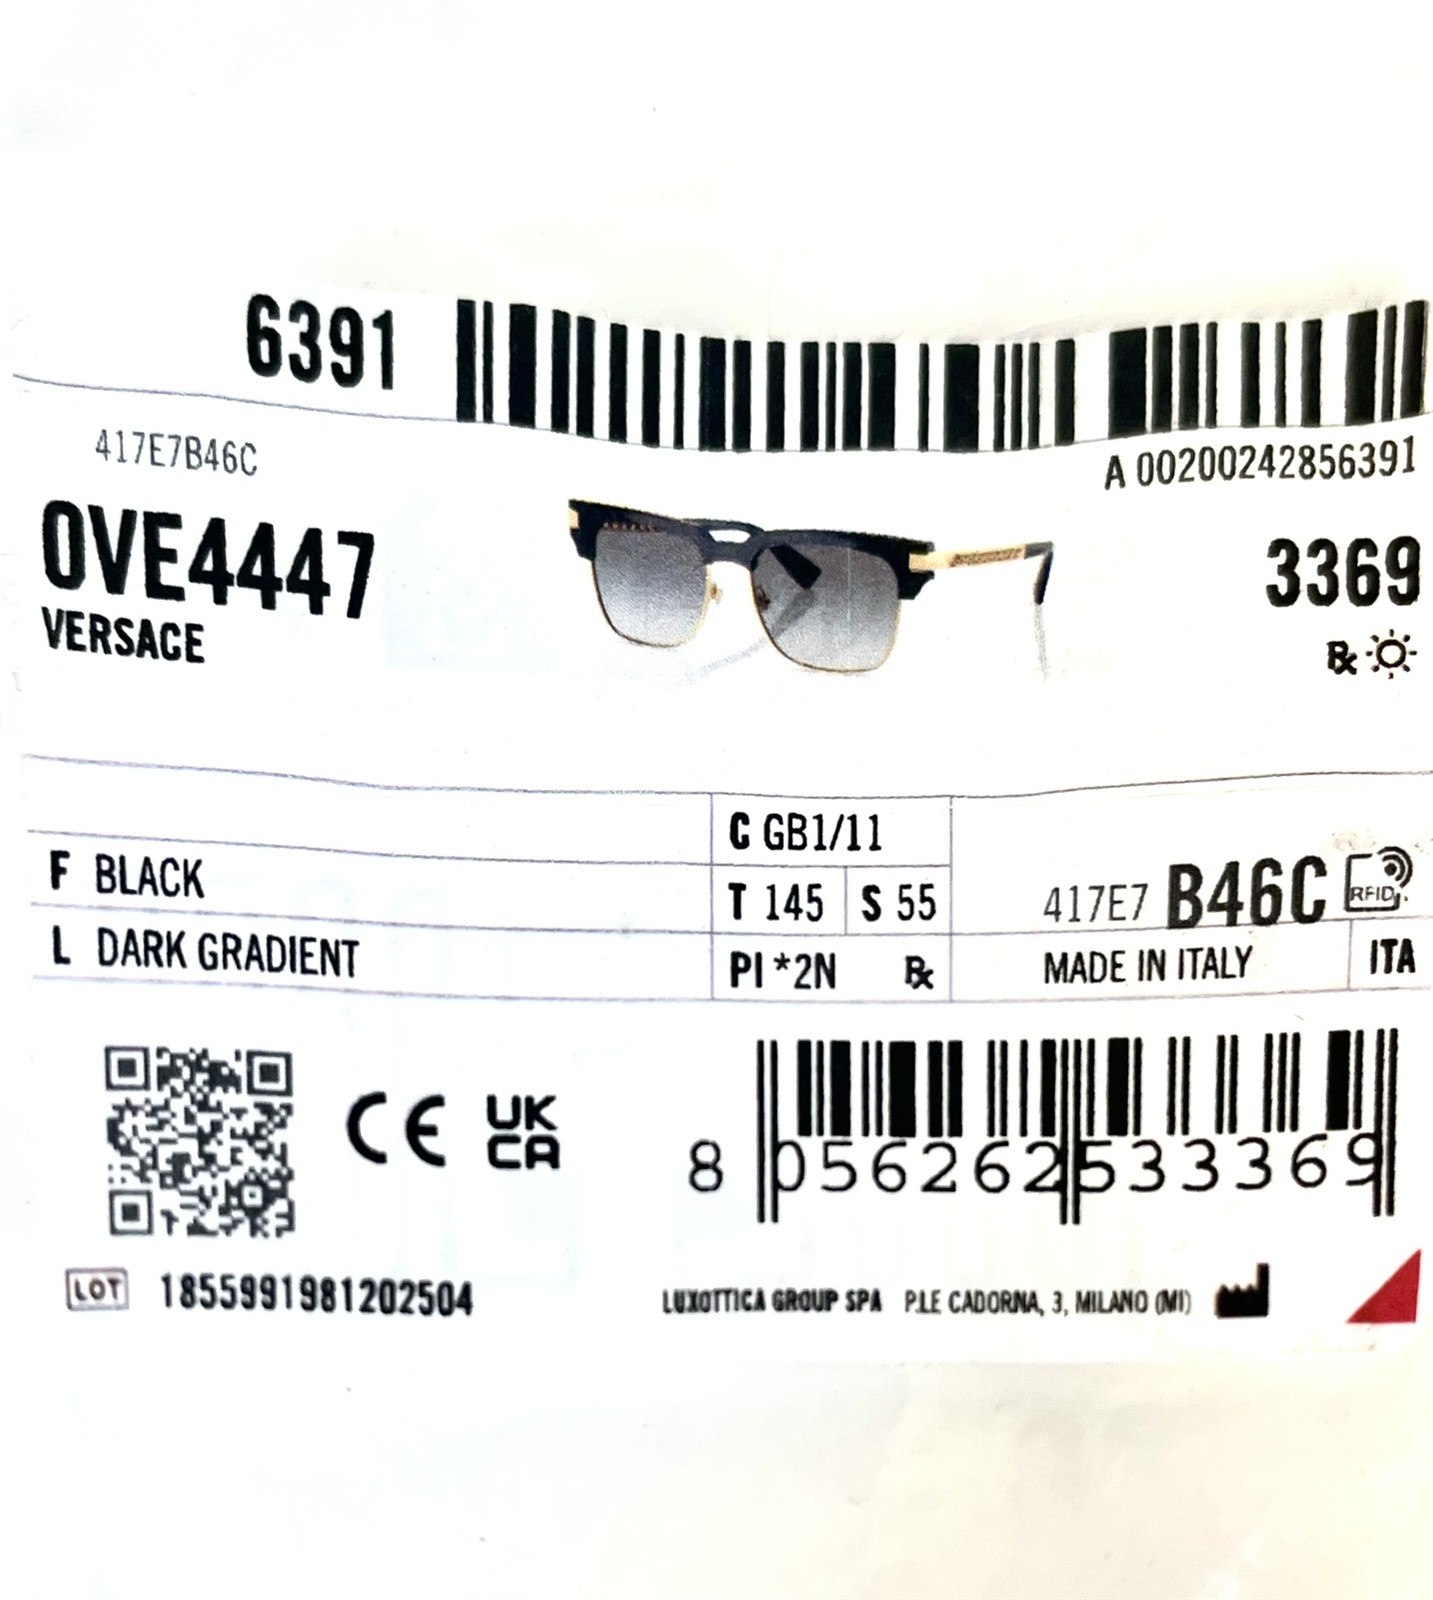 6391
A 00200242856391
417E7B46C
0VE4447
VERSACE
3369
℞
C GB1/11
F BLACK
T 145 S 55
417E7 B46C RFID
L DARK GRADIENT
PI *2N ℞
MADE IN ITALY ITA
CE UK
CA
8 056262 533369
LOT 1855991981202504
LUXOTTICA GROUP SPA P.LE CADORNA, 3, MILANO (MI)